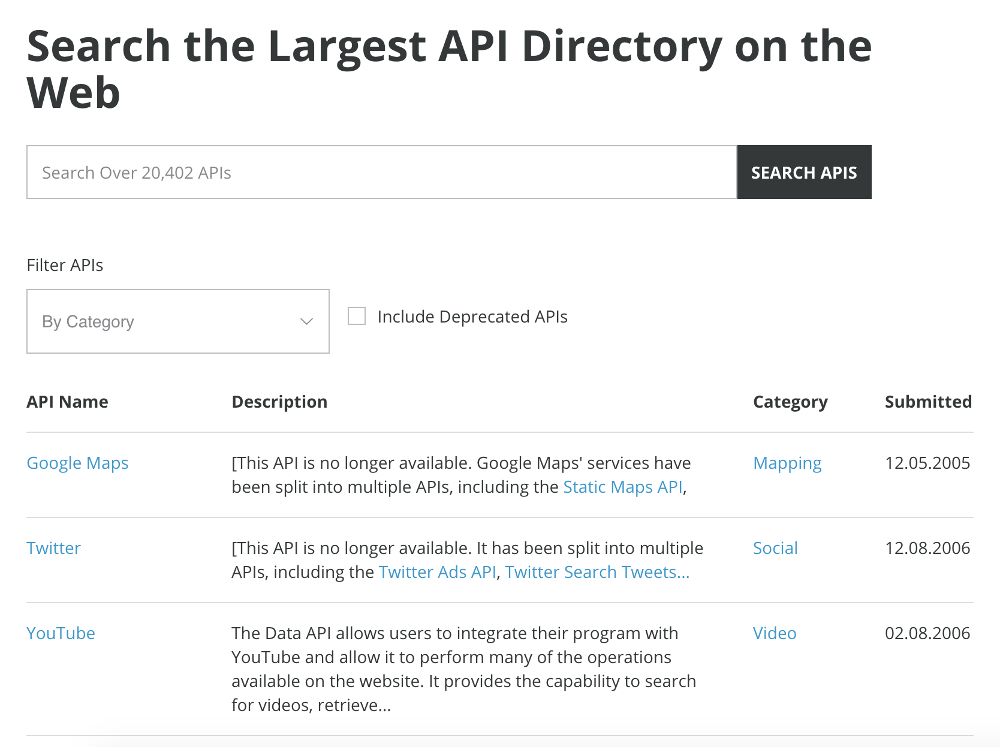 Search the Largest API Directory on the
Web
Search Over 20,402 APIs
SEARCH APIS
Filter APIs
By Category
Include Deprecated APIs
API Name Description Category Submitted
Google Maps [This API is no longer available. Google Maps' services have Mapping 12.05.2005
been split into multiple APIs, including the Static Maps API,
Twitter [This API is no longer available. It has been split into multiple Social 12.08.2006
APIs, including the Twitter Ads API, Twitter Search Tweets...
YouTube The Data API allows users to integrate their program with Video 02.08.2006
YouTube and allow it to perform many of the operations
available on the website. It provides the capability to search
for videos, retrieve...